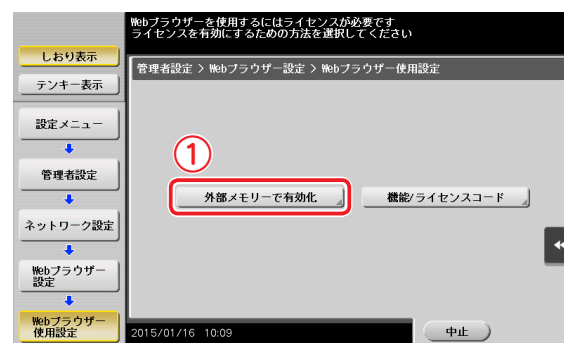 Webブラウザーを使用するにはライセンスが必要です
ライセンスを有効にするための方法を選択してください
しおり表示
テンキー表示
管理者設定 > Webブラウザー設定 > Webブラウザー使用設定
設定メニュー
管理者設定
ネットワーク設定
Webブラウザー
設定
Webブラウザー
使用設定
①
外部メモリーで有効化
機能/ライセンスコード
2015/01/16 10:09
中止